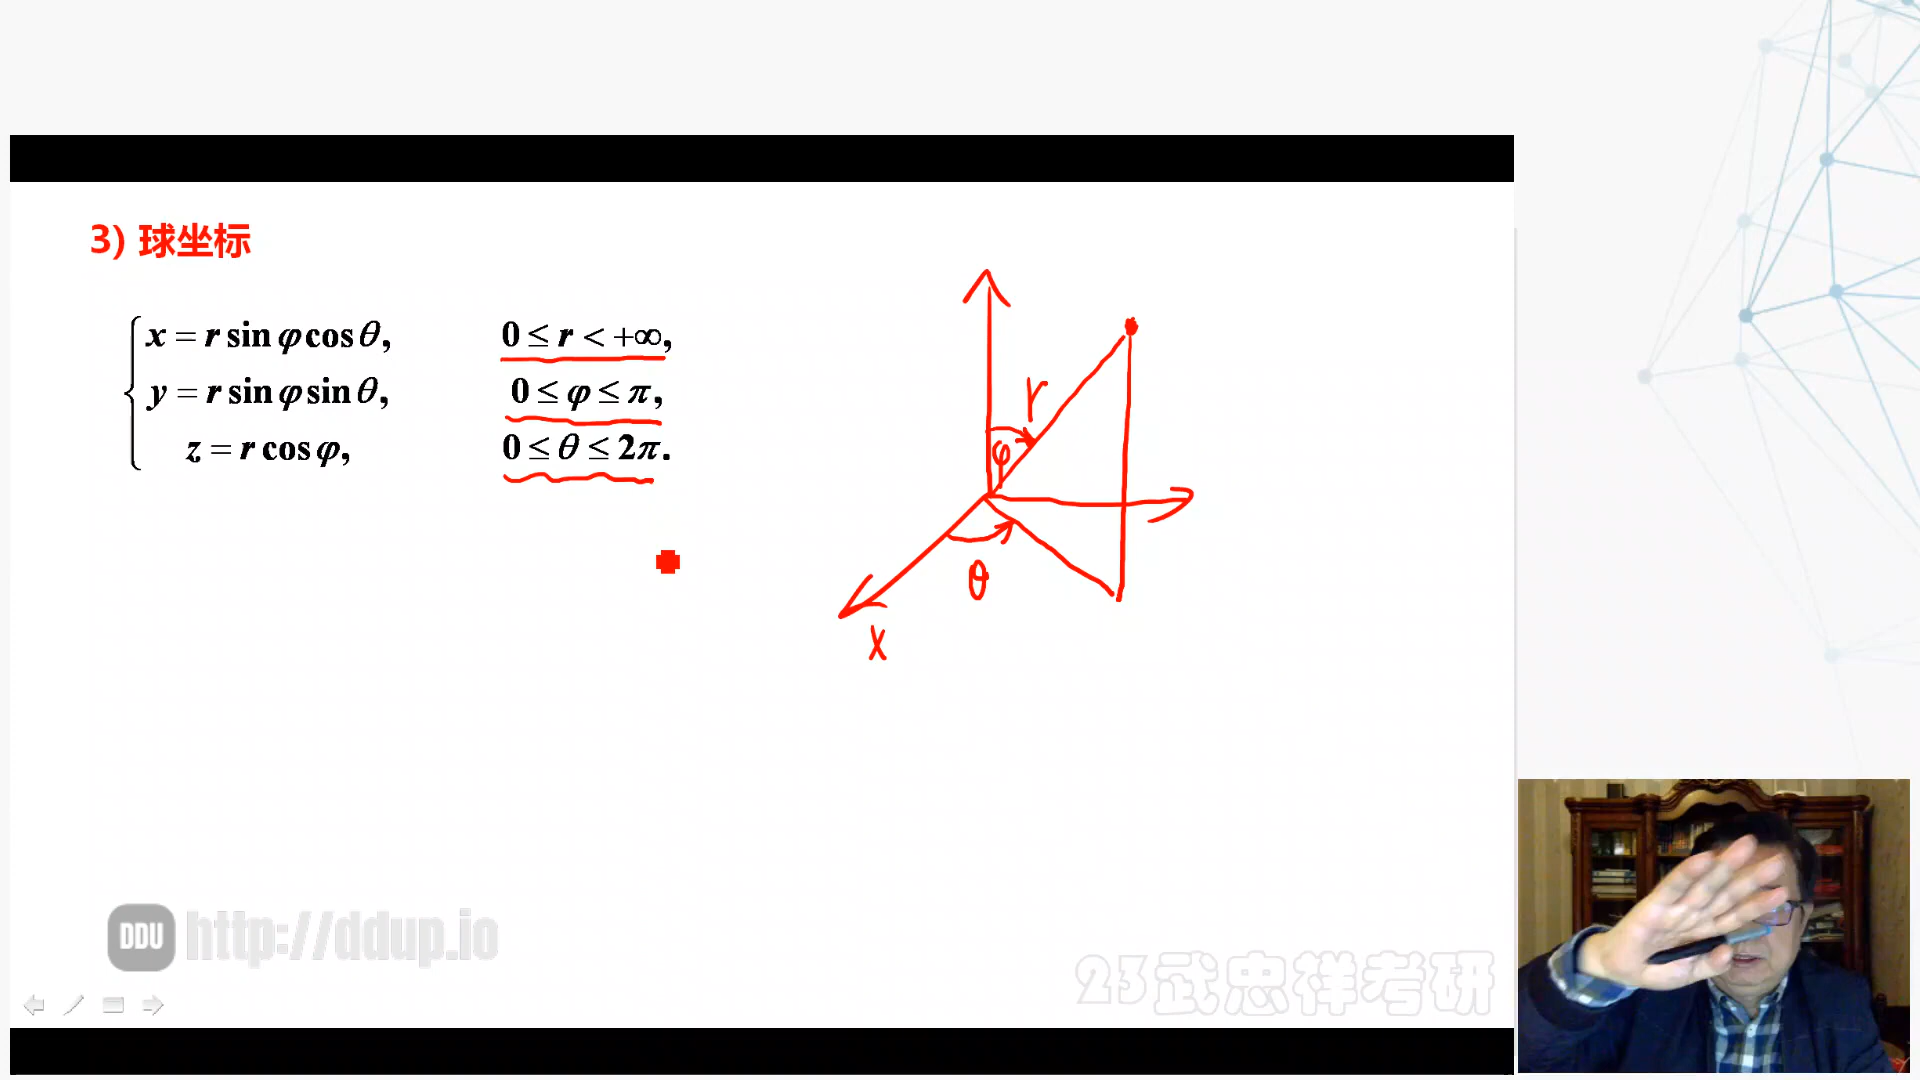 3) 球坐标
x = r sin φ cos θ, 0 ≤ r < +∞,
y = r sin φ sin θ, 0 ≤ φ ≤ π,
z = r cos φ, 0 ≤ θ ≤ 2π.
r
φ
θ
x
DDU http://ddup.io
23武忠祥考研